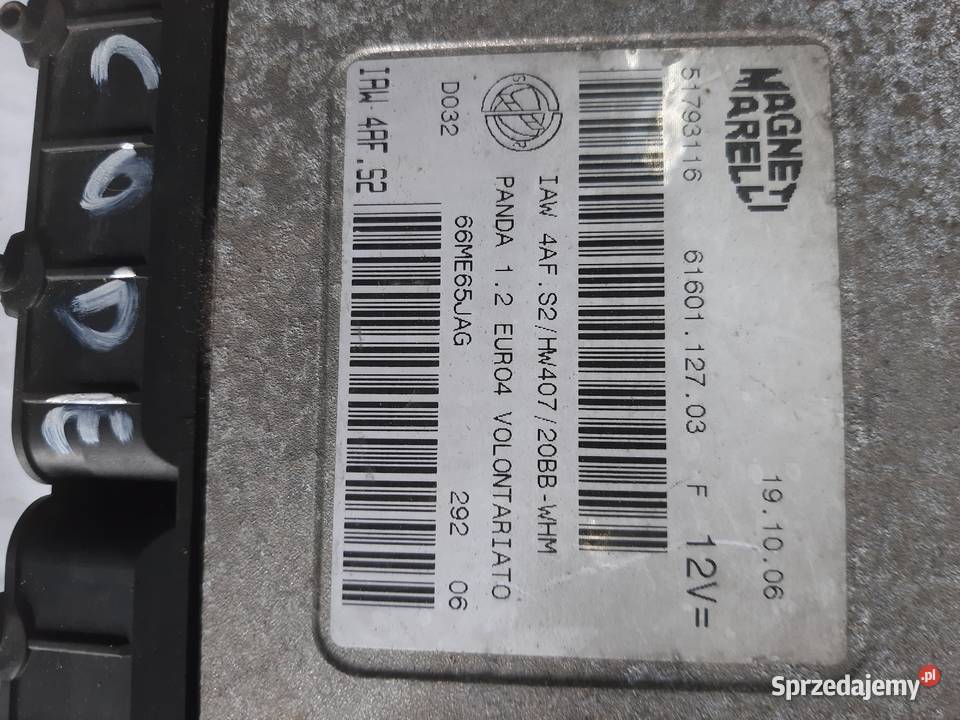 MAGNETI
MARELLI
19.10.06
51793116 61601.127.03 F 12V=
IAW 4AF.S2/HW407/20BB-WHM
PANDA 1.2 EURO4 VOLONTARIATO
D032 66ME65JAG 292 06
IAW 4AF.S2
CODE
Sprzedajemy.pl